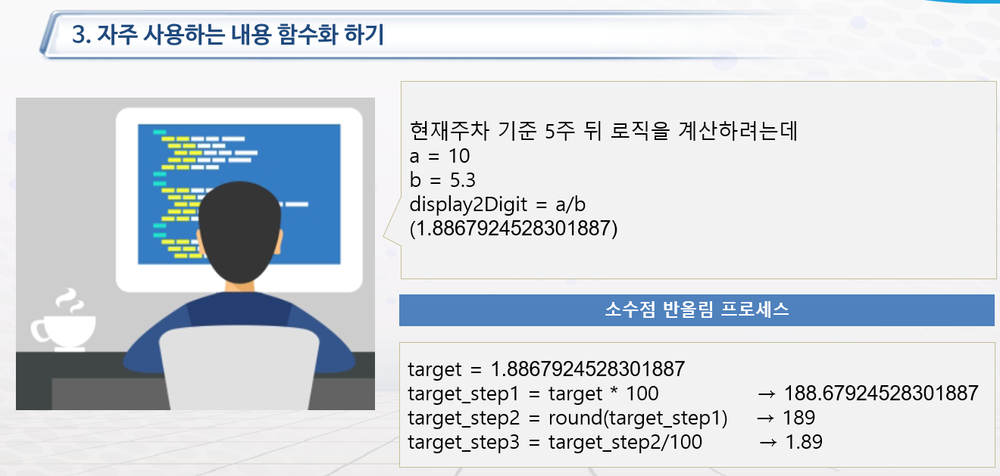 3. 자주 사용하는 내용 함수화 하기
현재주차 기준 5주 뒤 로직을 계산하려는데
a = 10
b = 5.3
display2Digit = a/b
(1.8867924528301887)
소수점 반올림 프로세스
target = 1.8867924528301887
target_step1 = target * 100 → 188.67924528301887
target_step2 = round(target_step1) → 189
target_step3 = target_step2/100 → 1.89